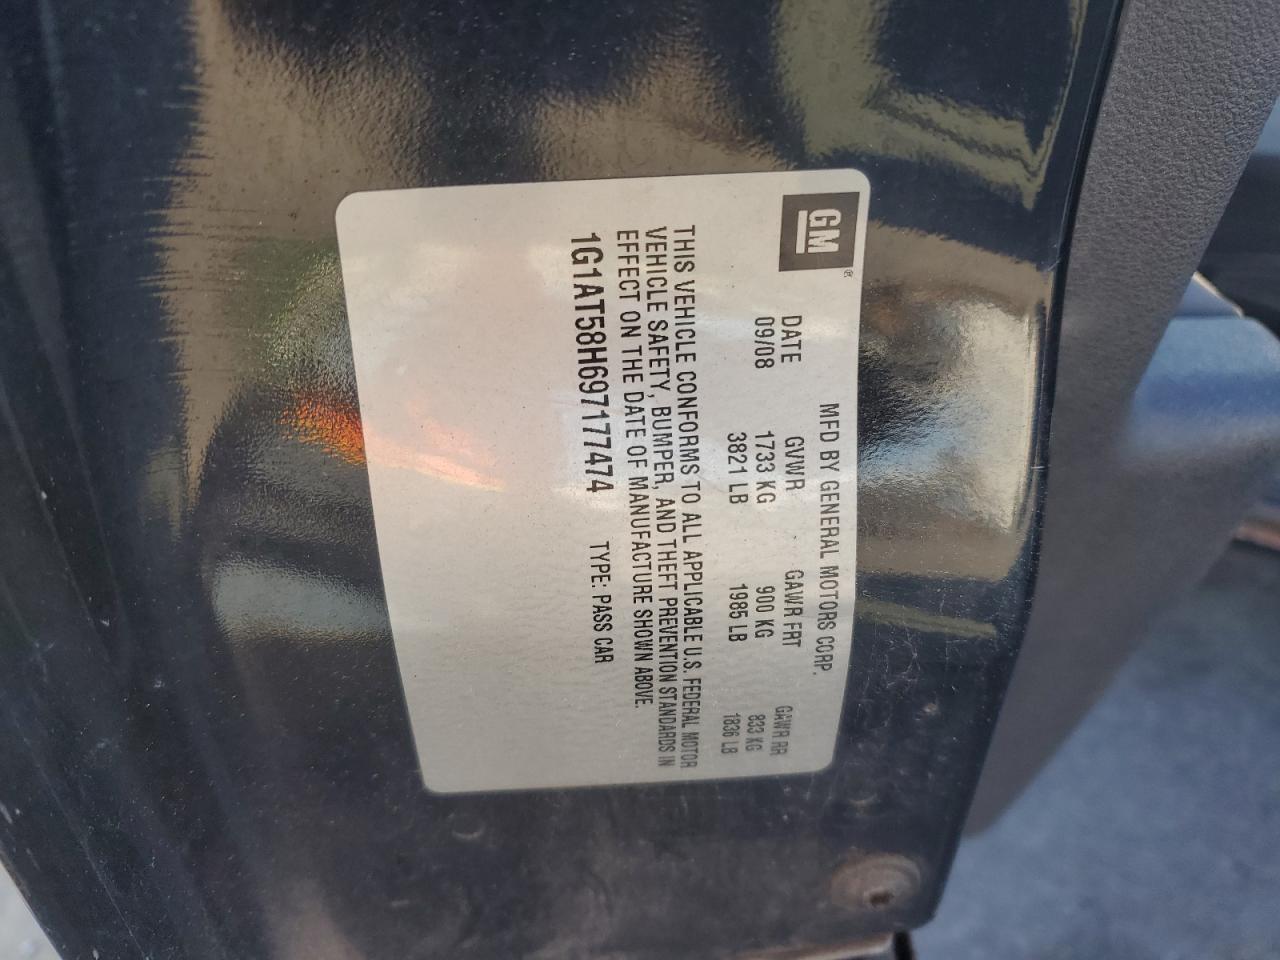 GM®
MFD BY GENERAL MOTORS CORP.
DATE GVWR GAWR FRT GAWR RR
09/08 1733 KG 900 KG 833 KG
3821 LB 1985 LB 1836 LB
THIS VEHICLE CONFORMS TO ALL APPLICABLE U.S. FEDERAL MOTOR
VEHICLE SAFETY, BUMPER, AND THEFT PREVENTION STANDARDS IN
EFFECT ON THE DATE OF MANUFACTURE SHOWN ABOVE.
1G1AT58H697177474 TYPE: PASS CAR